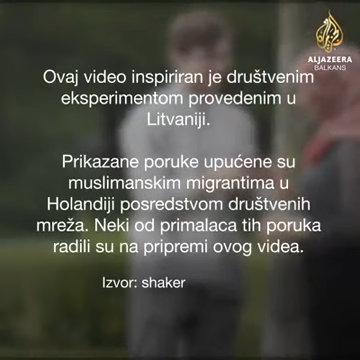 ALJAZEERA
BALKANS
Ovaj video inspiriran je društvenim
eksperimentom provedenim u
Litvaniji.
Prikazane poruke upućene su
muslimanskim migrantima u
Holandiji posredstvom društvenih
mreža. Neki od primalaca tih poruka
radili su na pripremi ovog videa.
Izvor: shaker